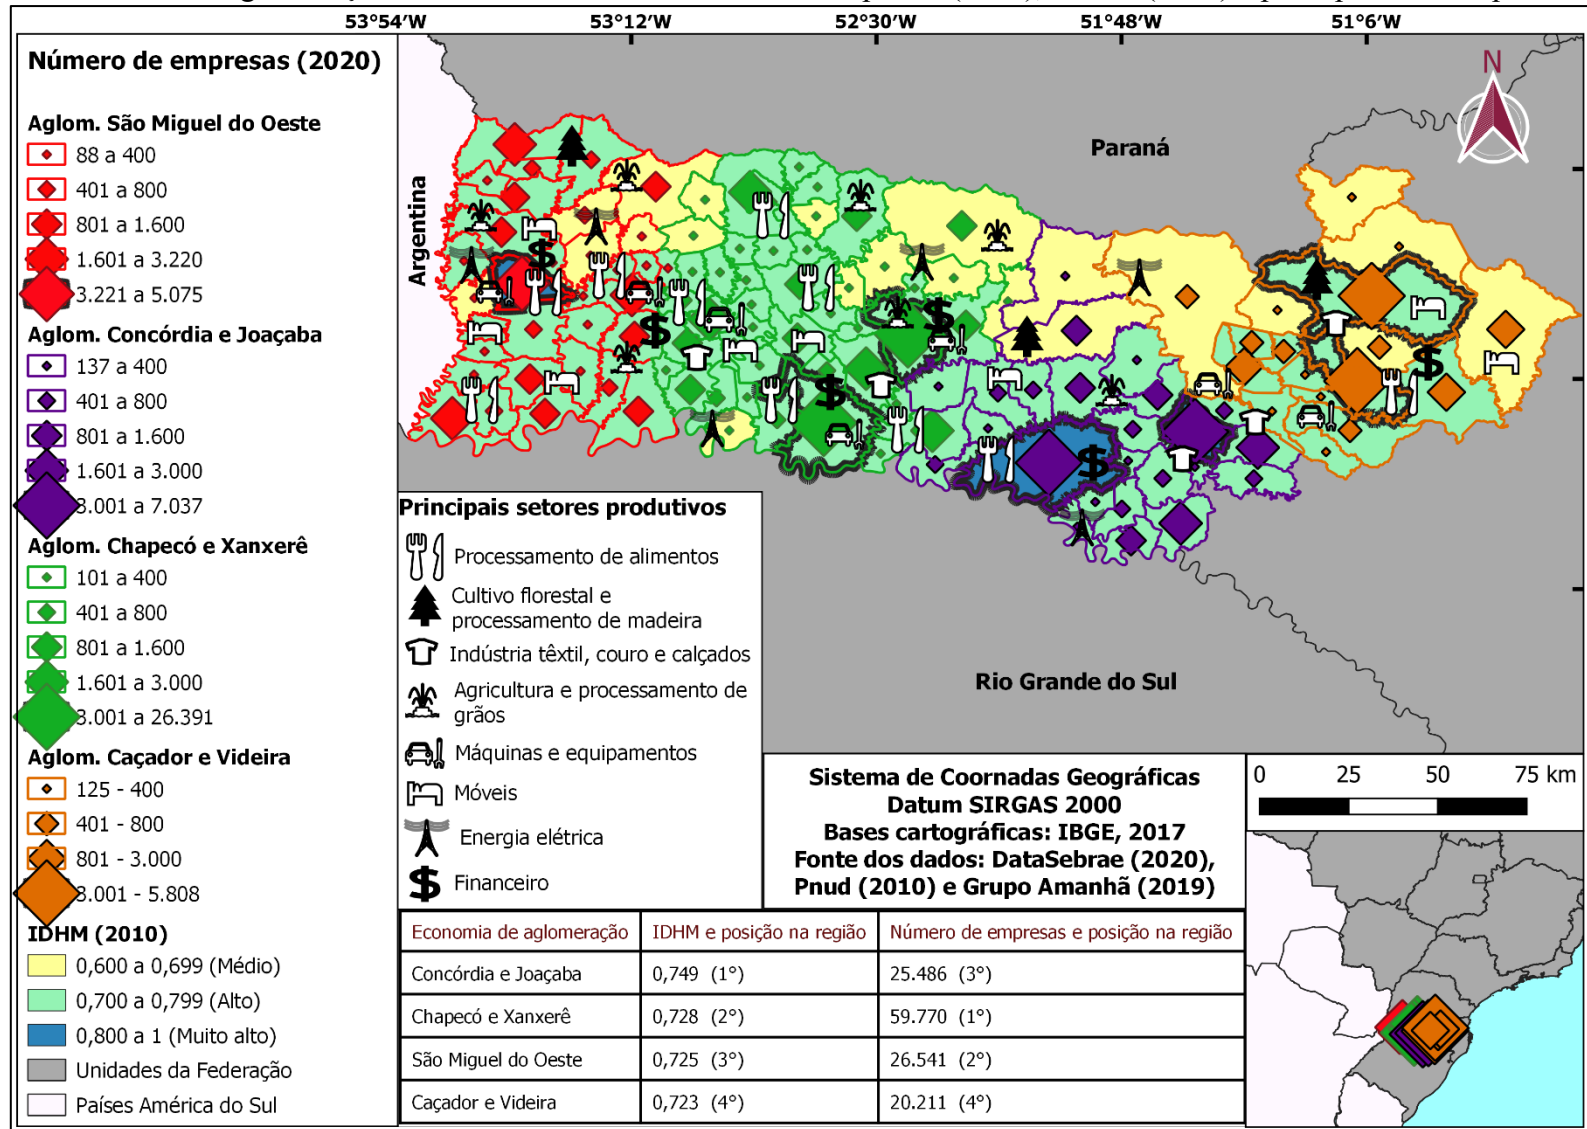 53°54’W 53°12’W 52°30’W 51°48’W 51°6’W
Número de empresas (2020)
Aglom. São Miguel do Oeste
88 a 400
401 a 800
801 a 1.600
1.601 a 3.220
3.221 a 5.075
Aglom. Concórdia e Joaçaba
137 a 400
401 a 800
801 a 1.600
1.601 a 3.000
3.001 a 7.037
Aglom. Chapecó e Xanxerê
101 a 400
401 a 800
801 a 1.600
1.601 a 3.000
3.001 a 26.391
Aglom. Caçador e Videira
125 - 400
401 - 800
801 - 3.000
3.001 - 5.808
IDHM (2010)
0,600 a 0,699 (Médio)
0,700 a 0,799 (Alto)
0,800 a 1 (Muito alto)
Unidades da Federação
Países América do Sul
Argentina
Paraná
N
Rio Grande do Sul
Principais setores produtivos
Processamento de alimentos
Cultivo florestal e
processamento de madeira
Indústria têxtil, couro e calçados
Agricultura e processamento de
grãos
Máquinas e equipamentos
Móveis
Energia elétrica
Financeiro
Sistema de Coornadas Geográficas
Datum SIRGAS 2000
Bases cartográficas: IBGE, 2017
Fonte dos dados: DataSebrae (2020),
Pnud (2010) e Grupo Amanhã (2019)
0 25 50 75 km
Economia de aglomeração IDHM e posição na região Número de empresas e posição na região
Concórdia e Joaçaba 0,749 (1°) 25.486 (3°)
Chapecó e Xanxerê 0,728 (2°) 59.770 (1°)
São Miguel do Oeste 0,725 (3°) 26.541 (2°)
Caçador e Videira 0,723 (4°) 20.211 (4°)